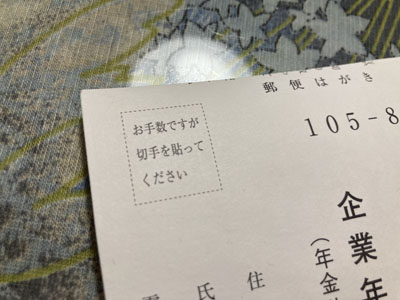 郵便はがき
お手数ですが
切手を貼って
ください
105-8
企業年
(年金
氏
住